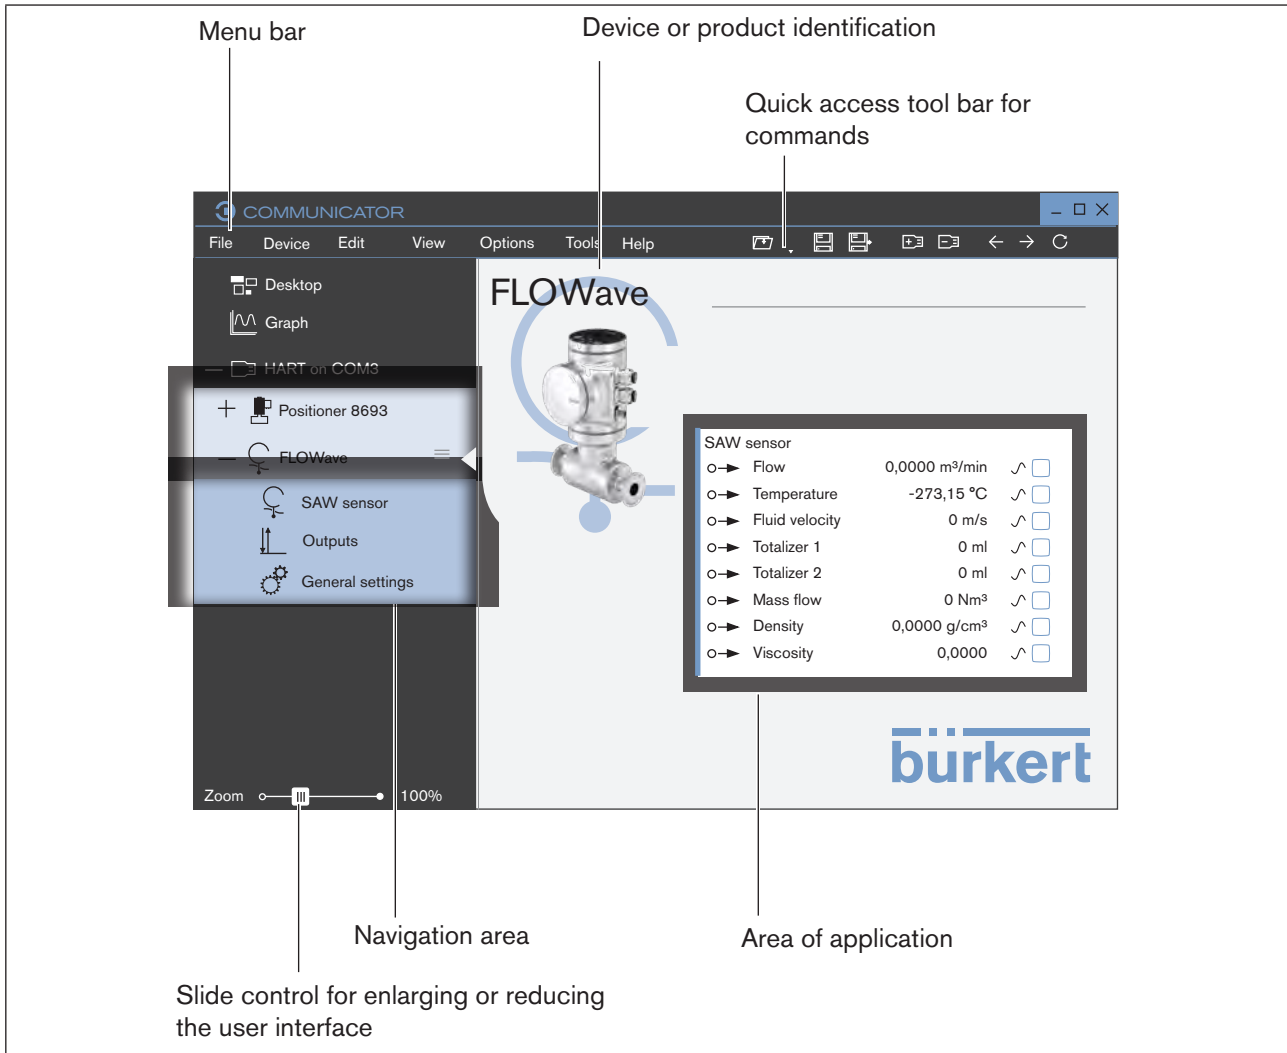 Menu bar
Device or product identification
Quick access tool bar for
commands
COMMUNICATOR
File Device Edit View Options Tools Help
Desktop
Graph
HART on COM3
Positioner 8693
FLOWave
SAW sensor
Outputs
General settings
Zoom 100%
FLOWave
SAW sensor
Flow 0,0000 m³/min
Temperature -273,15 °C
Fluid velocity 0 m/s
Totalizer 1 0 ml
Totalizer 2 0 ml
Mass flow 0 Nm³
Density 0,0000 g/cm³
Viscosity 0,0000
bürkert
Navigation area
Area of application
Slide control for enlarging or reducing
the user interface